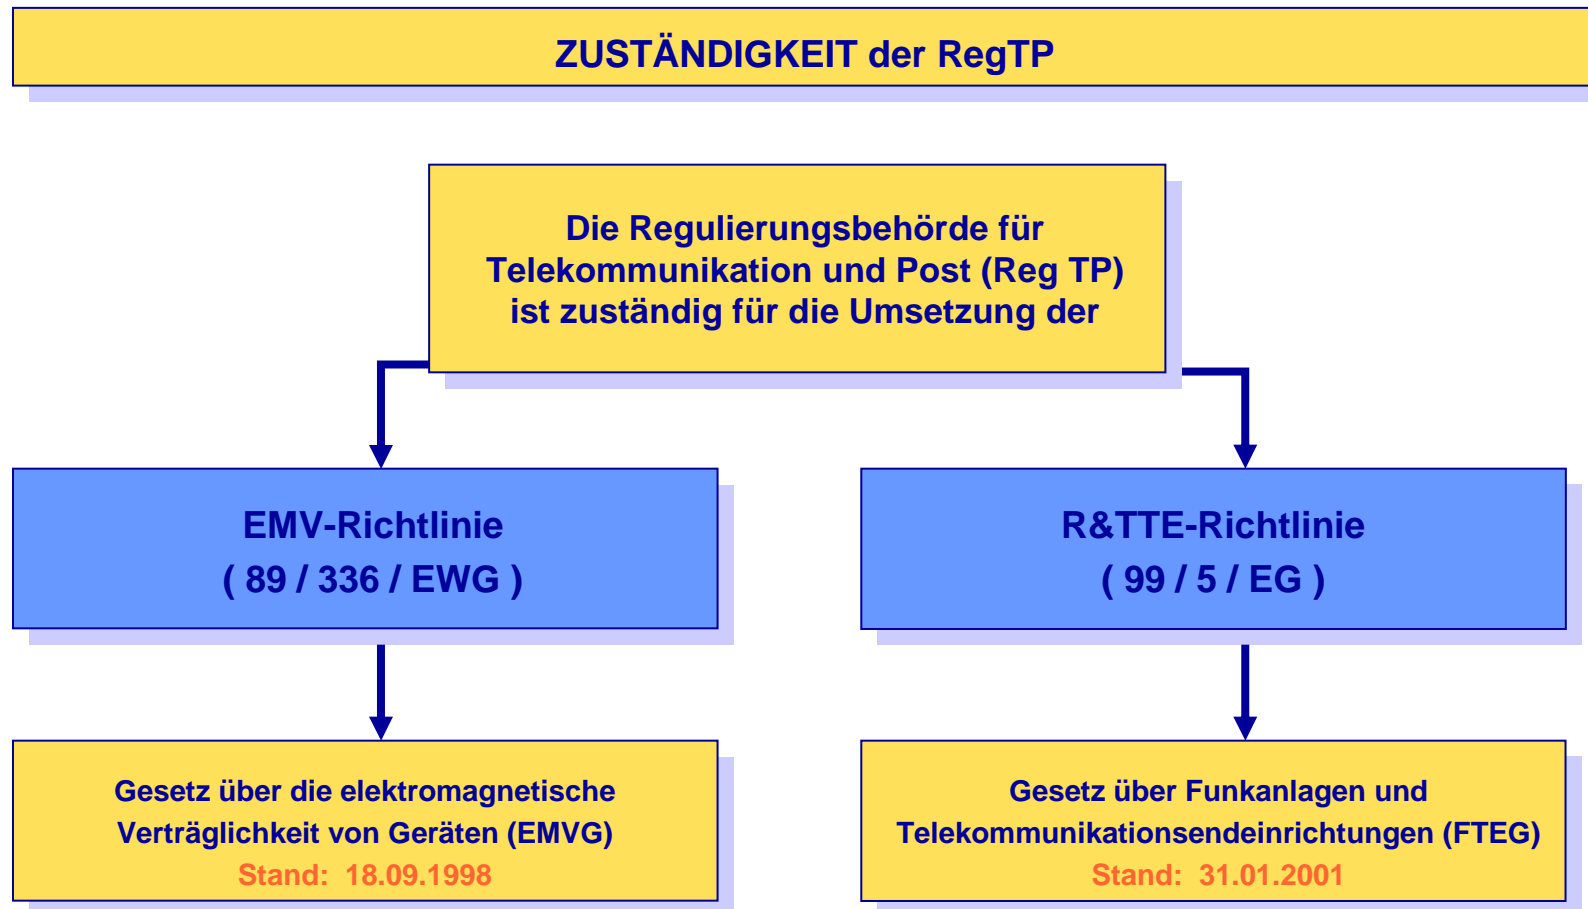 ZUSTÄNDIGKEIT der RegTP
Die Regulierungsbehörde für
Telekommunikation und Post (Reg TP)
ist zuständig für die Umsetzung der
EMV-Richtlinie
( 89 / 336 / EWG )
R&TTE-Richtlinie
( 99 / 5 / EG )
Gesetz über die elektromagnetische
Verträglichkeit von Geräten (EMVG)
Stand:  18.09.1998
Gesetz über Funkanlagen und
Telekommunikationsendeinrichtungen (FTEG)
Stand:  31.01.2001